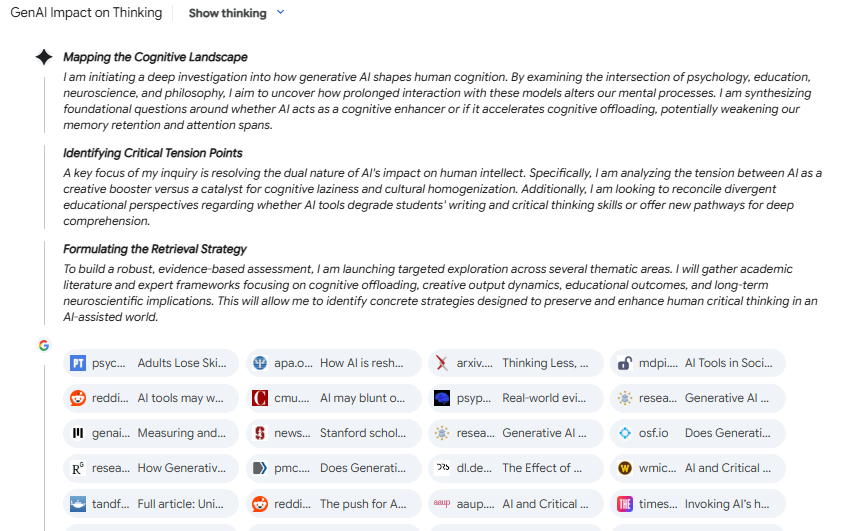 GenAI Impact on Thinking Show thinking
Mapping the Cognitive Landscape
I am initiating a deep investigation into how generative AI shapes human cognition. By examining the intersection of psychology, education,
neuroscience, and philosophy, I aim to uncover how prolonged interaction with these models alters our mental processes. I am synthesizing
foundational questions around whether AI acts as a cognitive enhancer or if it accelerates cognitive offloading, potentially weakening our
memory retention and attention spans.
Identifying Critical Tension Points
A key focus of my inquiry is resolving the dual nature of AI's impact on human intellect. Specifically, I am analyzing the tension between AI as a
creative booster versus a catalyst for cognitive laziness and cultural homogenization. Additionally, I am looking to reconcile divergent
educational perspectives regarding whether AI tools degrade students' writing and critical thinking skills or offer new pathways for deep
comprehension.
Formulating the Retrieval Strategy
To build a robust, evidence-based assessment, I am launching targeted exploration across several thematic areas. I will gather academic
literature and expert frameworks focusing on cognitive offloading, creative output dynamics, educational outcomes, and long-term
neuroscientific implications. This will allow me to identify concrete strategies designed to preserve and enhance human critical thinking in an
AI-assisted world.
PT psyc... Adults Lose Ski... apa.o... How AI is resh... arxiv.... Thinking Less, ... mdpi.... AI Tools in Soci...
reddi... AI tools may w... C cmu.... AI may blunt o... psyp... Real-world evi... resea... Generative AI ...
genai... Measuring and... S news... Stanford schol... resea... Generative AI ... osf.io Does Generati...
RG resea... How Generativ... pmc.... Does Generati... DRS dl.de... The Effect of ... W wmic... AI and Critical ...
tandf... Full article: Uni... reddi... The push for A... aaup aaup.... AI and Critical ... THE times... Invoking AI's h...